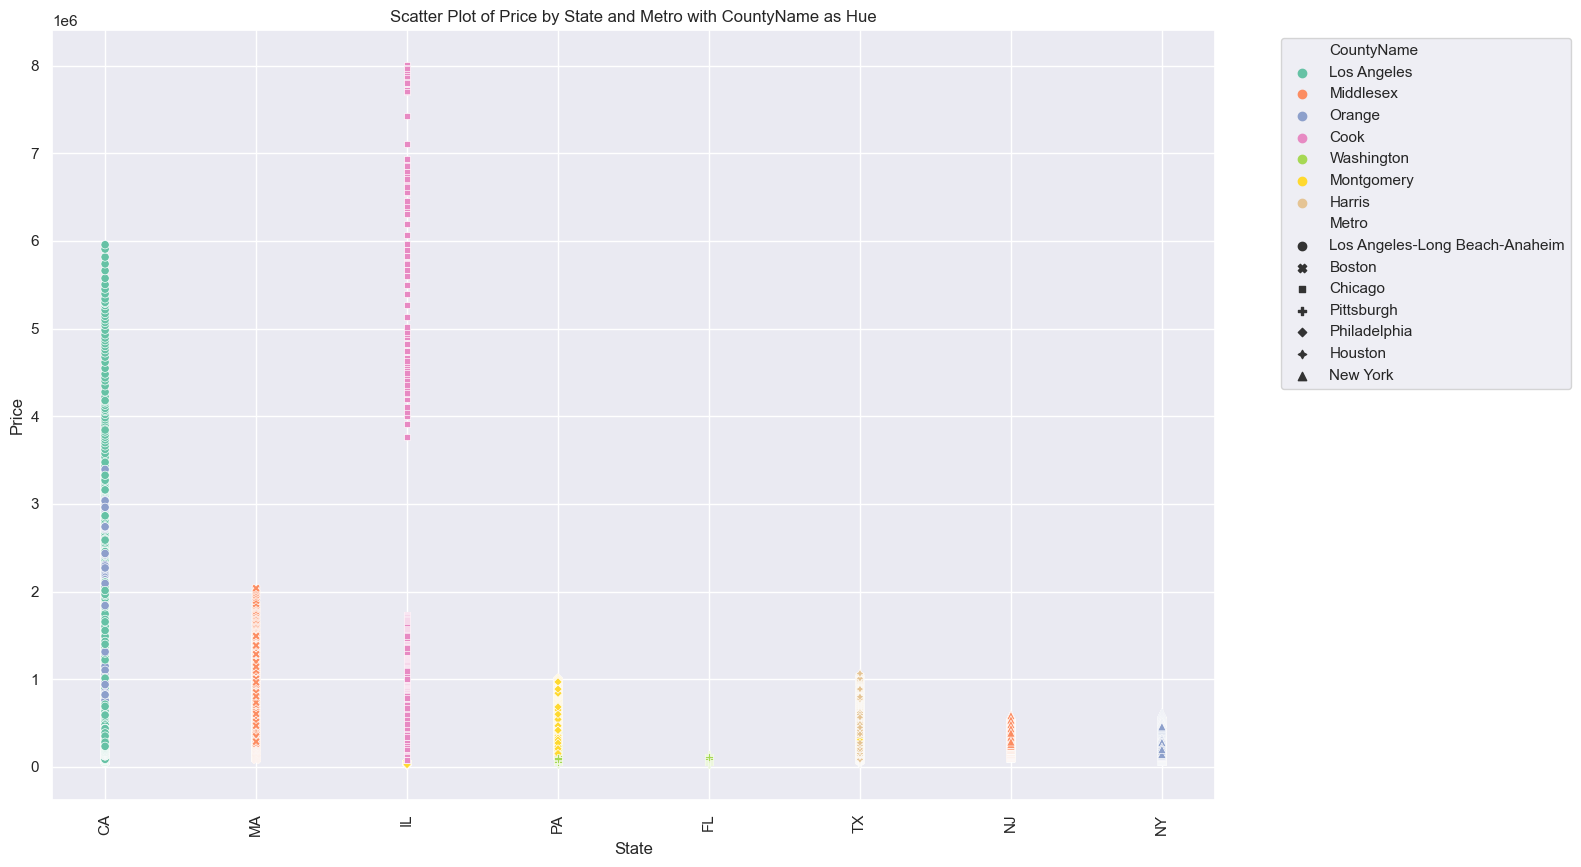 Scatter Plot of Price by State and Metro with CountyName as Hue
1e6
8
7
6
5
4
3
2
1
0
Price
CA
MA
IL
PA
FL
TX
NJ
NY
State
CountyName
Los Angeles
Middlesex
Orange
Cook
Washington
Montgomery
Harris
Metro
Los Angeles-Long Beach-Anaheim
Boston
Chicago
Pittsburgh
Philadelphia
Houston
New York